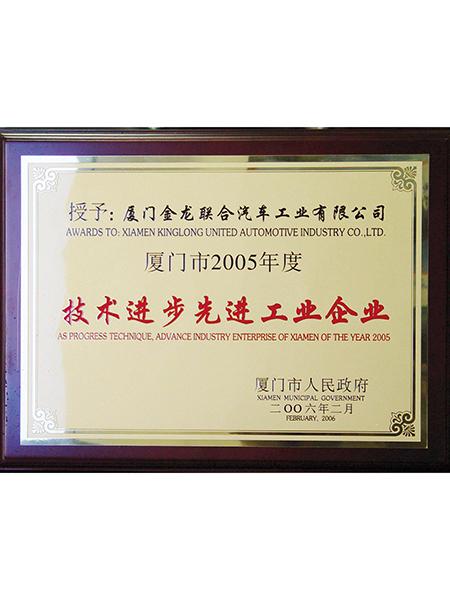 授予：厦门金龙联合汽车工业有限公司
AWARDS TO: XIAMEN KINGLONG UNITED AUTOMOTIVE INDUSTRY CO.,LTD.
厦门市2005年度
技术进步先进工业企业
AS PROGRESS TECHNIQUE, ADVANCE INDUSTRY ENTERPRISE OF XIAMEN OF THE YEAR 2005
厦门市人民政府
XIAMEN MUNICIPAL GOVERNMENT
二OO六年二月
FEBRUARY, 2006